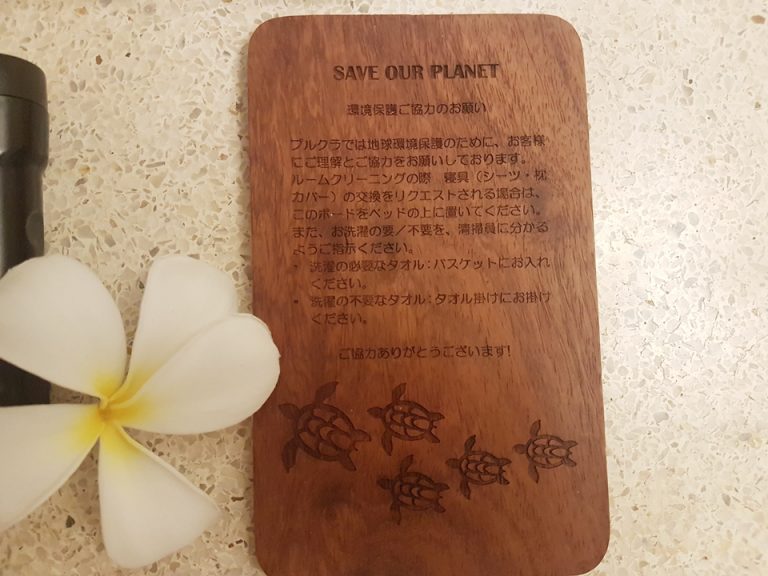 SAVE OUR PLANET
環境保護ご協力のお願い
ブルクラでは地球環境保護のために、お客様
にご理解とご協力をお願いしております。
ルームクリーニングの際　寝具（シーツ・枕
カバー）の交換をリクエストされる場合は、
このボードをベッドの上に置いてください。
また、お洗濯の要／不要を、清掃員に分かる
ようご指示ください。
・ 洗濯の必要なタオル：バスケットにお入れ
ください。
・ 洗濯の不要なタオル：タオル掛けにお掛け
ください。
ご協力ありがとうございます!